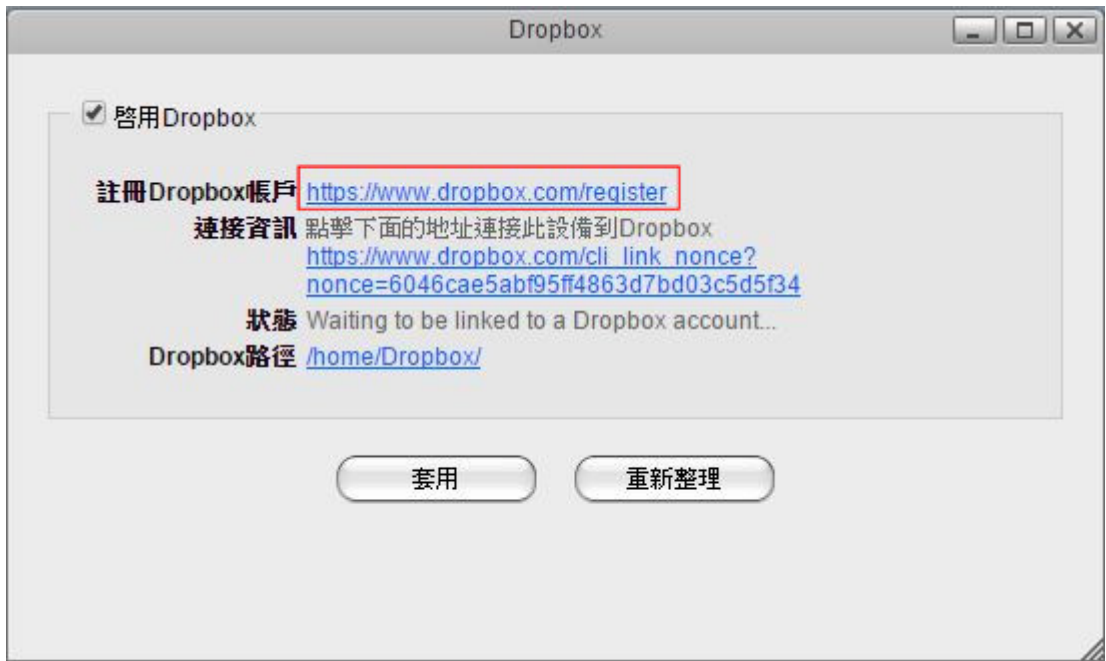 Dropbox
啓用Dropbox
註冊Dropbox帳戶 https://www.dropbox.com/register
連接資訊 點擊下面的地址連接此設備到Dropbox
https://www.dropbox.com/cli_link_nonce?
nonce=6046cae5abf95ff4863d7bd03c5d5f34
狀態 Waiting to be linked to a Dropbox account...
Dropbox路徑 /home/Dropbox/
套用 重新整理